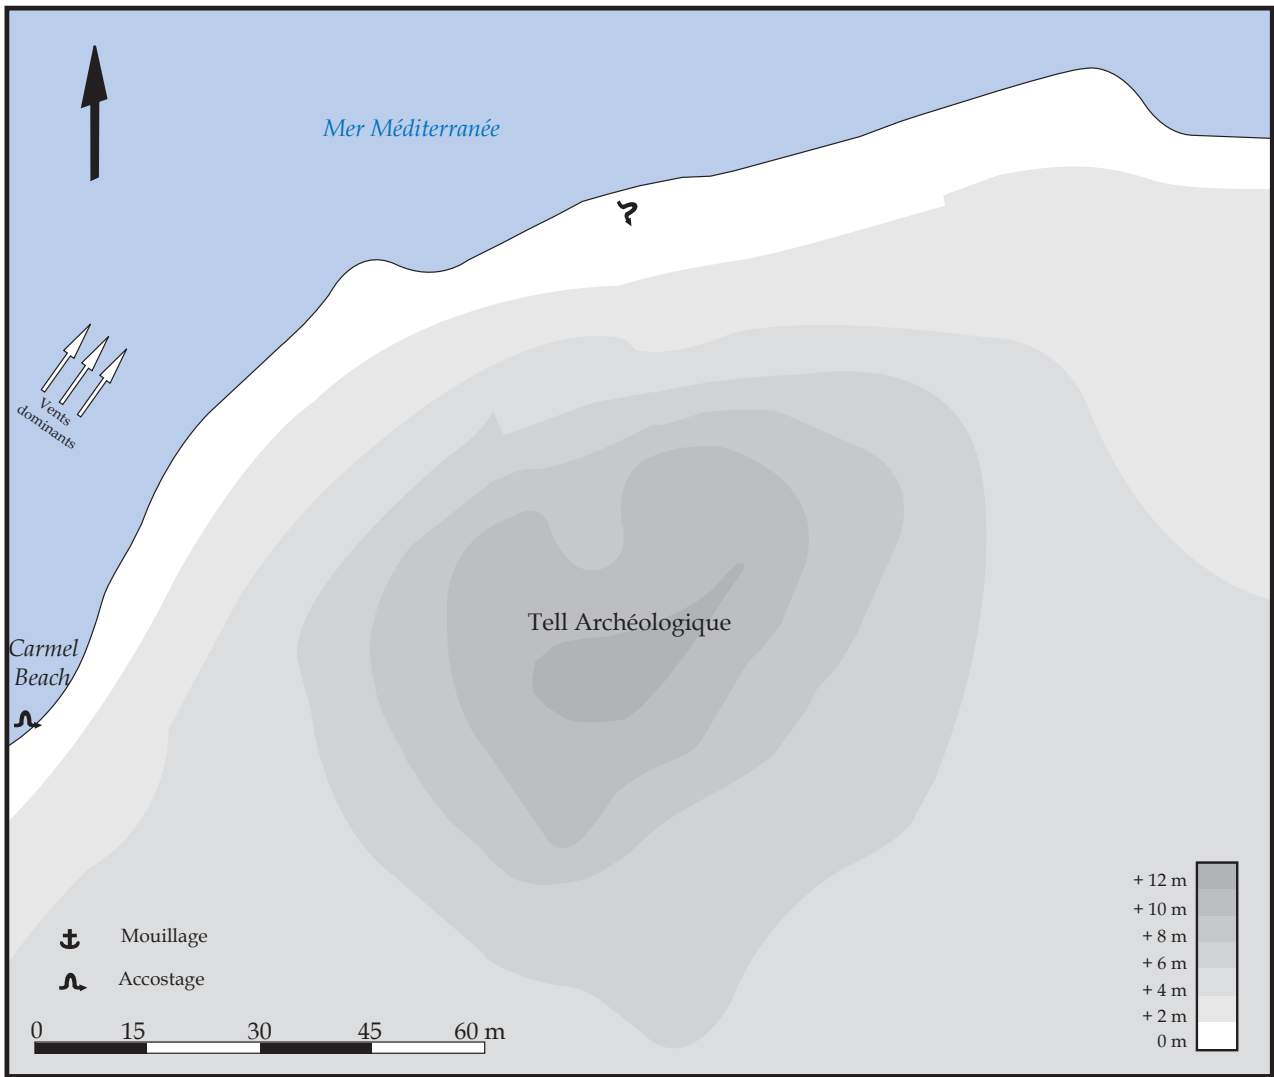 Mer Méditerranée
Vents
dominants
Tell Archéologique
Carmel
Beach
Mouillage
Accostage
0 15 30 45 60 m
+ 12 m
+ 10 m
+ 8 m
+ 6 m
+ 4 m
+ 2 m
0 m